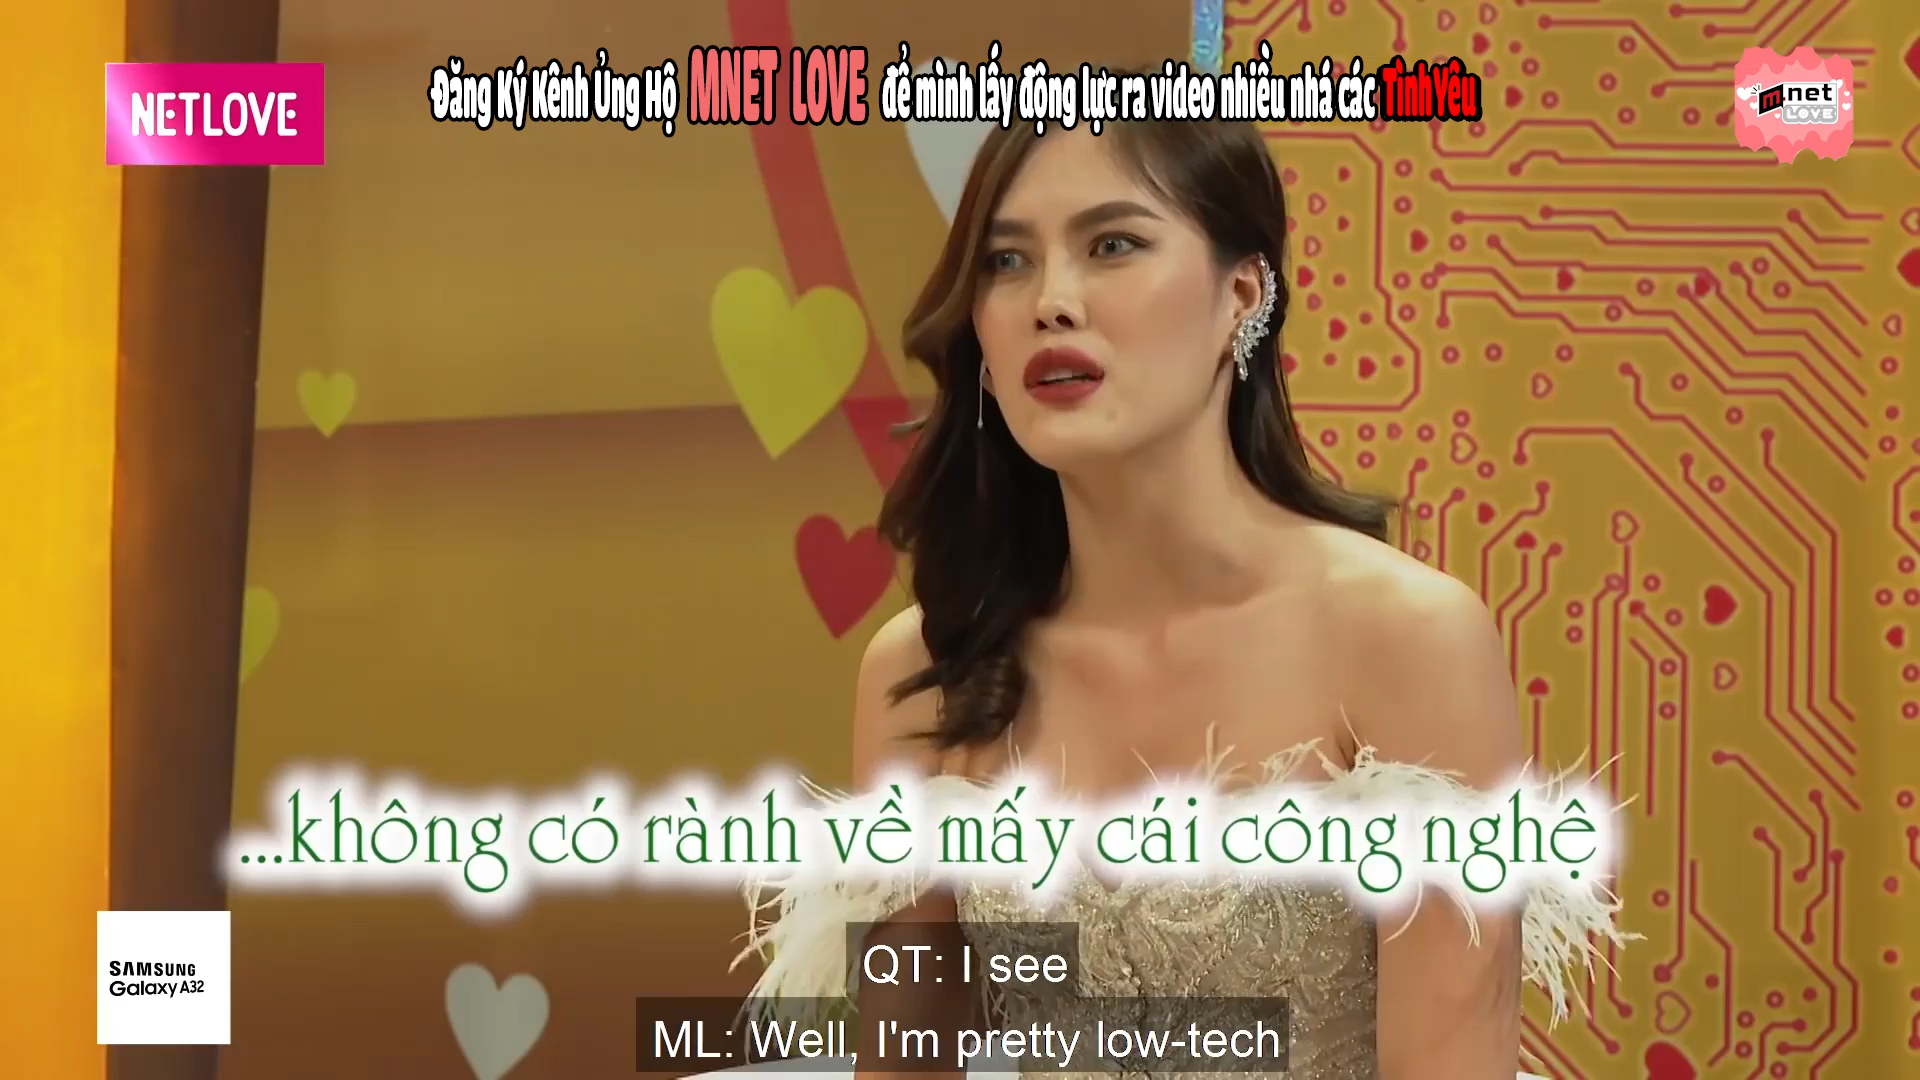 Đăng Ký Kênh Ủng Hộ MNET LOVE để mình lấy động lực ra video nhiều nhá các Tình Yêu
NETLOVE
mnet
LOVE
...không có rành về mấy cái công nghệ
SAMSUNG
Galaxy A32
QT: I see
ML: Well, I'm pretty low-tech